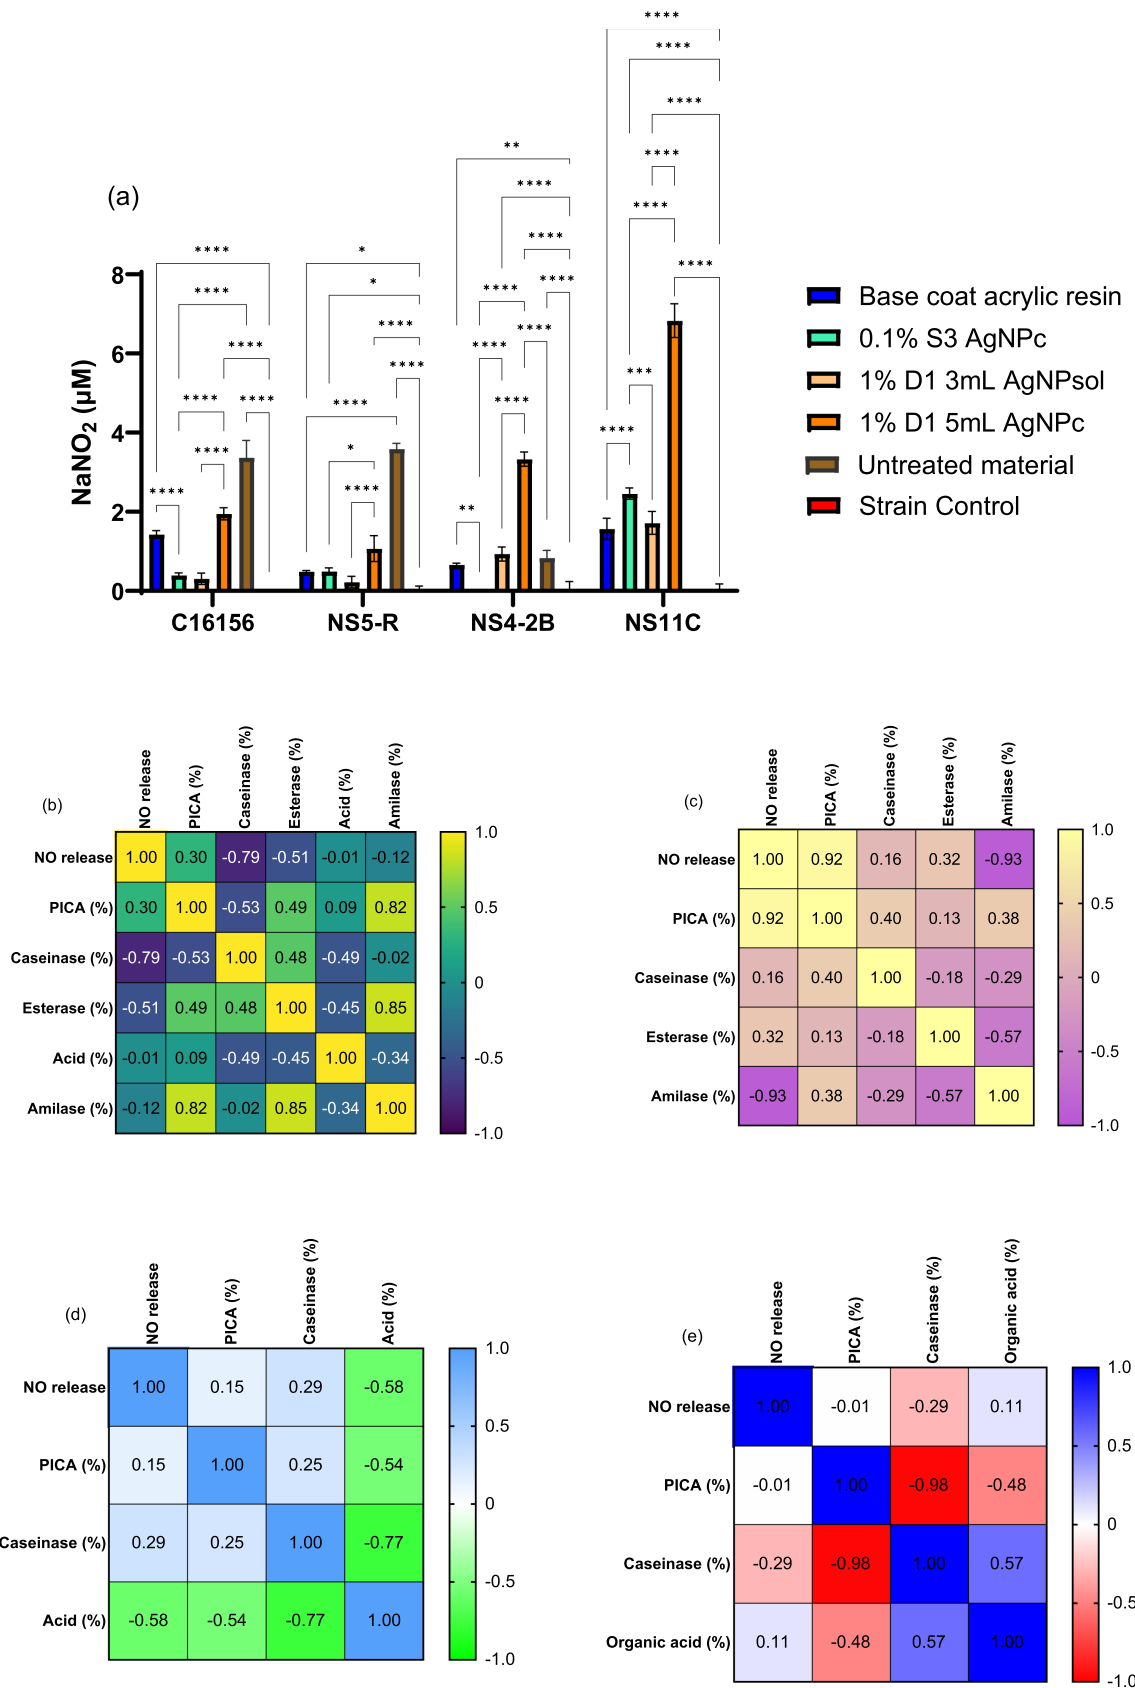 ****
****
****
****
**
****
(a)
****
****
****
*
****
****
8
*
****
****
****
****
****
6
****
****
****
****
***
NaNO2 (µM)
4
****
****
****
****
****
*
****
****
****
**
2
0
C16156
NS5-R
NS4-2B
NS11C
Base coat acrylic resin
0.1% S3 AgNPc
1% D1 3mL AgNPsol
1% D1 5mL AgNPc
Untreated material
Strain Control
(b)
NO release
PICA (%)
Caseinase (%)
Esterase (%)
Acid (%)
Amilase (%)
NO release 1.00 0.30 -0.79 -0.51 -0.01 -0.12
PICA (%) 0.30 1.00 -0.53 0.49 0.09 0.82
Caseinase (%) -0.79 -0.53 1.00 0.48 -0.49 -0.02
Esterase (%) -0.51 0.49 0.48 1.00 -0.45 0.85
Acid (%) -0.01 0.09 -0.49 -0.45 1.00 -0.34
Amilase (%) -0.12 0.82 -0.02 0.85 -0.34 1.00
1.0
0.5
0
-0.5
-1.0
(c)
NO release
PICA (%)
Caseinase (%)
Esterase (%)
Amilase (%)
NO release 1.00 0.92 0.16 0.32 -0.93
PICA (%) 0.92 1.00 0.40 0.13 0.38
Caseinase (%) 0.16 0.40 1.00 -0.18 -0.29
Esterase (%) 0.32 0.13 -0.18 1.00 -0.57
Amilase (%) -0.93 0.38 -0.29 -0.57 1.00
1.0
0.5
0
-0.5
-1.0
(d)
NO release
PICA (%)
Caseinase (%)
Acid (%)
NO release 1.00 0.15 0.29 -0.58
PICA (%) 0.15 1.00 0.25 -0.54
Caseinase (%) 0.29 0.25 1.00 -0.77
Acid (%) -0.58 -0.54 -0.77 1.00
1.0
0.5
0
-0.5
-1.0
(e)
NO release
PICA (%)
Caseinase (%)
Organic acid (%)
NO release 1.00 -0.01 -0.29 0.11
PICA (%) -0.01 1.00 -0.98 -0.48
Caseinase (%) -0.29 -0.98 1.00 0.57
Organic acid (%) 0.11 -0.48 0.57 1.00
1.0
0.5
0
-0.5
-1.0